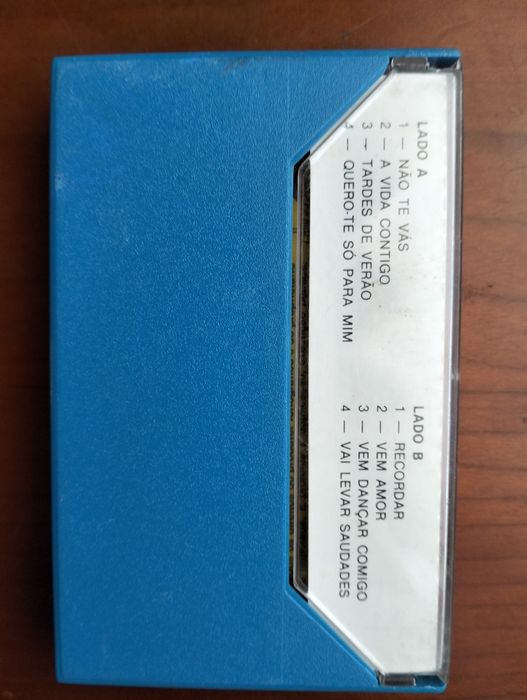 LADO A
1 — NÃO TE VÁS
2 — A VIDA CONTIGO
3 — TARDES DE VERÃO
4 — QUERO-TE SÓ PARA MIM
LADO B
1 — RECORDAR
2 — VEM AMOR
3 — VEM DANÇAR COMIGO
4 — VAI LEVAR SAUDADES